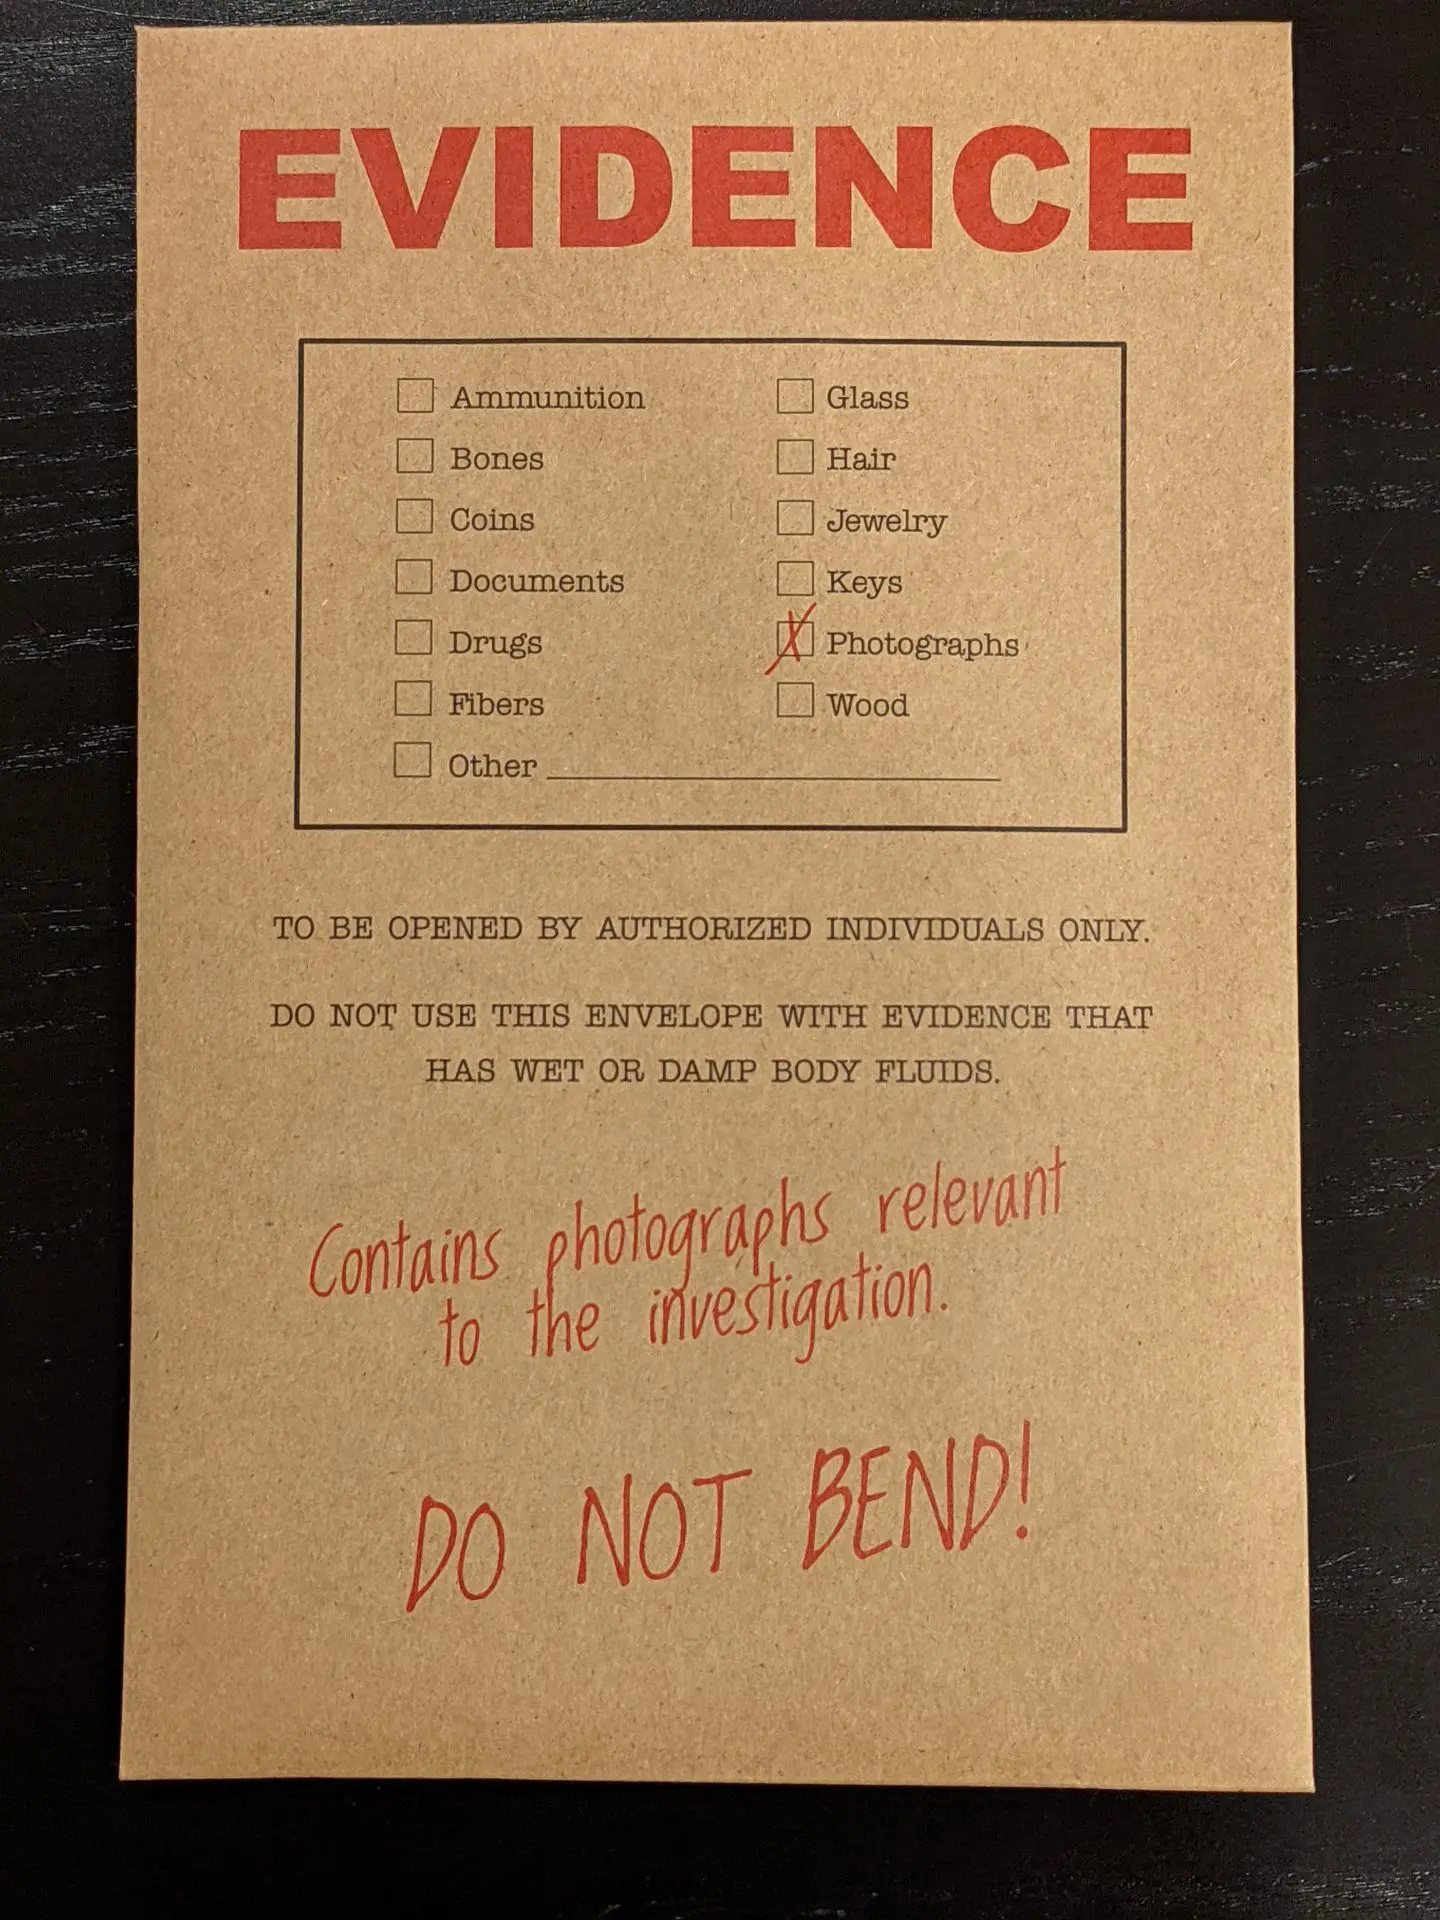 EVIDENCE
Ammunition
Bones
Coins
Documents
Drugs
Fibers
Other
Glass
Hair
Jewelry
Keys
Photographs
Wood
TO BE OPENED BY AUTHORIZED INDIVIDUALS ONLY.
DO NOT USE THIS ENVELOPE WITH EVIDENCE THAT
HAS WET OR DAMP BODY FLUIDS.
Contains photographs relevant
to the investigation.
DO NOT BEND!